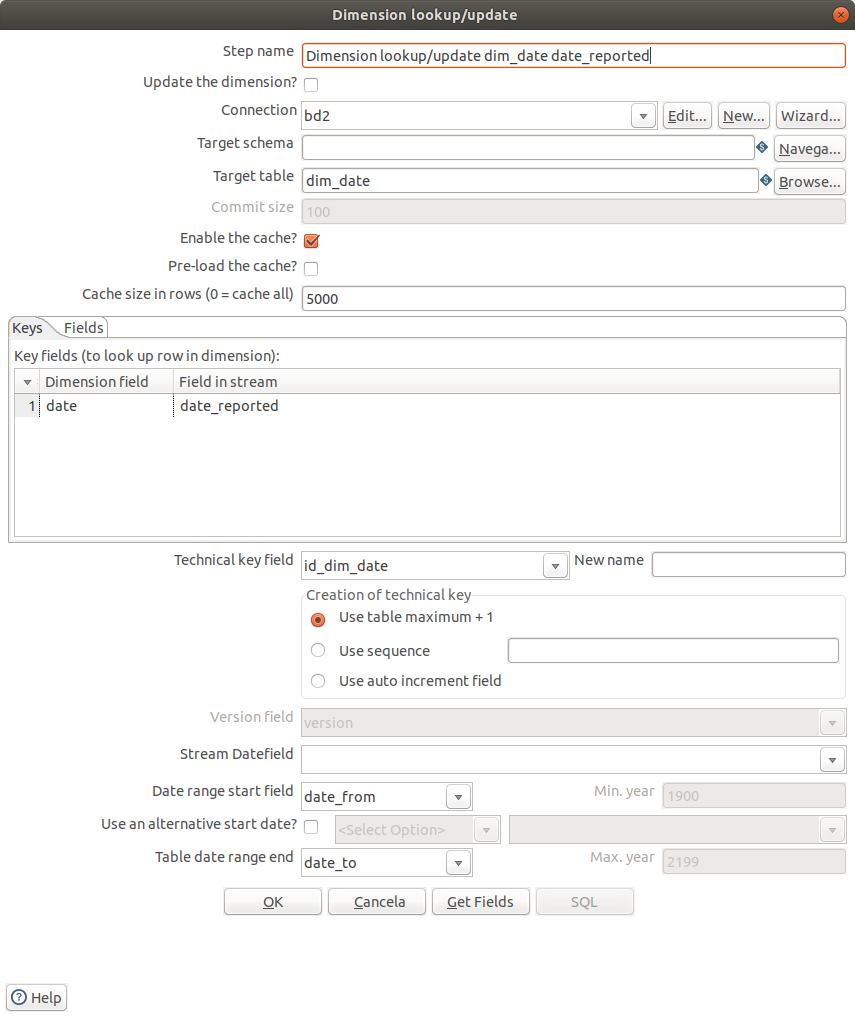 Dimension lookup/update
Step name Dimension lookup/update dim_date date_reported
Update the dimension?
Connection bd2 Edit... New... Wizard...
Target schema Navega...
Target table dim_date Browse...
Commit size 100
Enable the cache?
Pre-load the cache?
Cache size in rows (0 = cache all) 5000
Keys Fields
Key fields (to look up row in dimension):
Dimension field Field in stream
1 date date_reported
Technical key field id_dim_date New name
Creation of technical key
Use table maximum + 1
Use sequence
Use auto increment field
Version field version
Stream Datefield
Date range start field date_from Min. year 1900
Use an alternative start date? <Select Option>
Table date range end date_to Max. year 2199
OK Cancela Get Fields SQL
Help